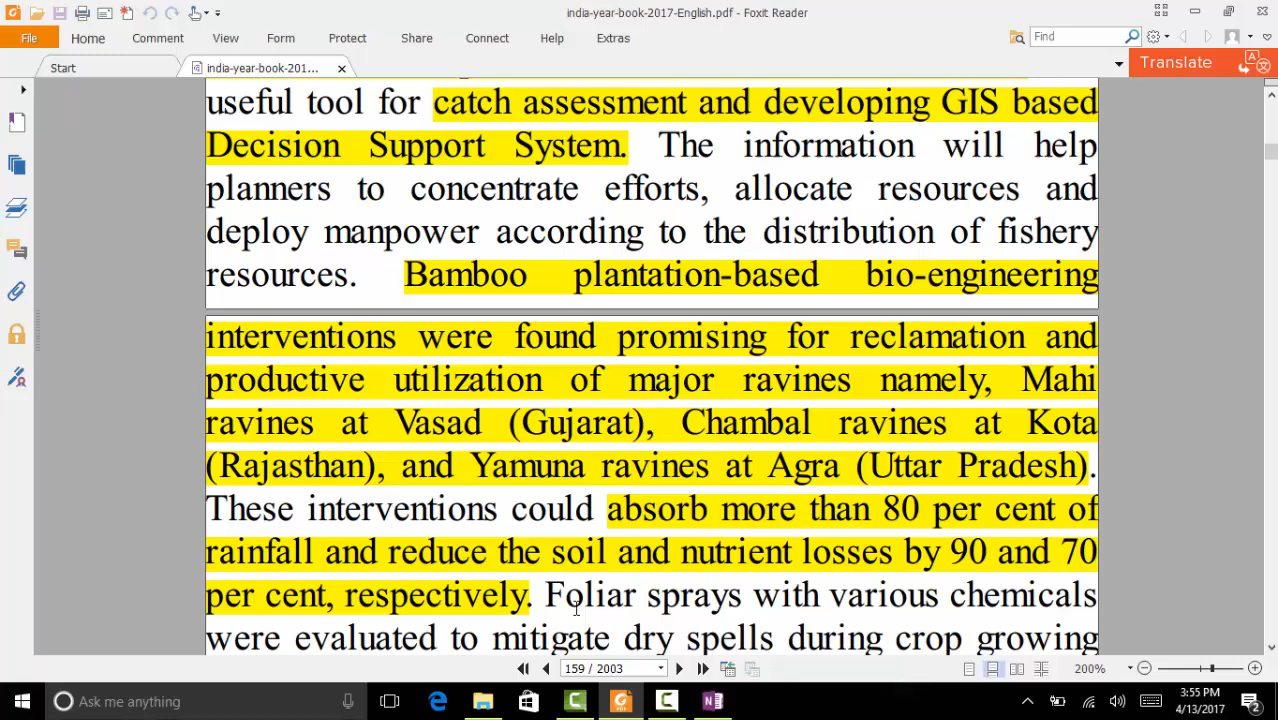 india-year-book-2017-English.pdf - Foxit Reader
File Home Comment View Form Protect Share Connect Help Extras Find
Start india-year-book-201... Translate
useful tool for catch assessment and developing GIS based
Decision Support System. The information will help
planners to concentrate efforts, allocate resources and
deploy manpower according to the distribution of fishery
resources. Bamboo plantation-based bio-engineering
interventions were found promising for reclamation and
productive utilization of major ravines namely, Mahi
ravines at Vasad (Gujarat), Chambal ravines at Kota
(Rajasthan), and Yamuna ravines at Agra (Uttar Pradesh).
These interventions could absorb more than 80 per cent of
rainfall and reduce the soil and nutrient losses by 90 and 70
per cent, respectively. Foliar sprays with various chemicals
were evaluated to mitigate dry spells during crop growing
159 / 2003 200%
Ask me anything
3:55 PM
4/13/2017
2